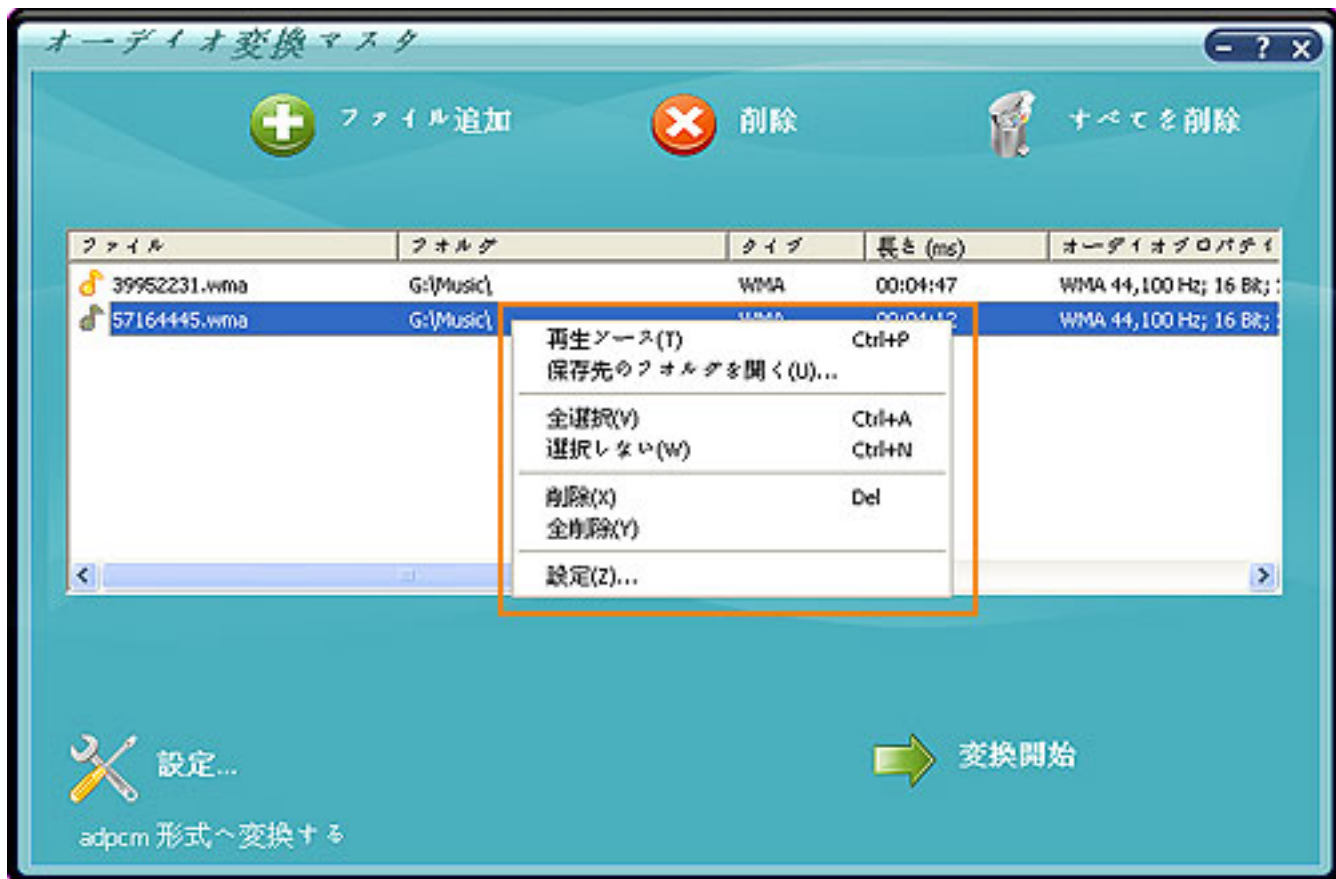 オーディオ変換マスタ
ファイル追加
削除
すべてを削除
ファイル フォルダ タイプ 長さ (ms) オーディオプロパティ
39952231.wma G:\Music\ WMA 00:04:47 WMA 44,100 Hz; 16 Bit;
57164445.wma G:\Music\ WMA 00:04:12 WMA 44,100 Hz; 16 Bit;
再生ソース(T) Ctrl+P
保存先のフォルダを開く(U)...
全選択(V) Ctrl+A
選択しない(W) Ctrl+N
削除(X) Del
全削除(Y)
設定(Z)...
設定...
変換開始
adpcm 形式へ変換する